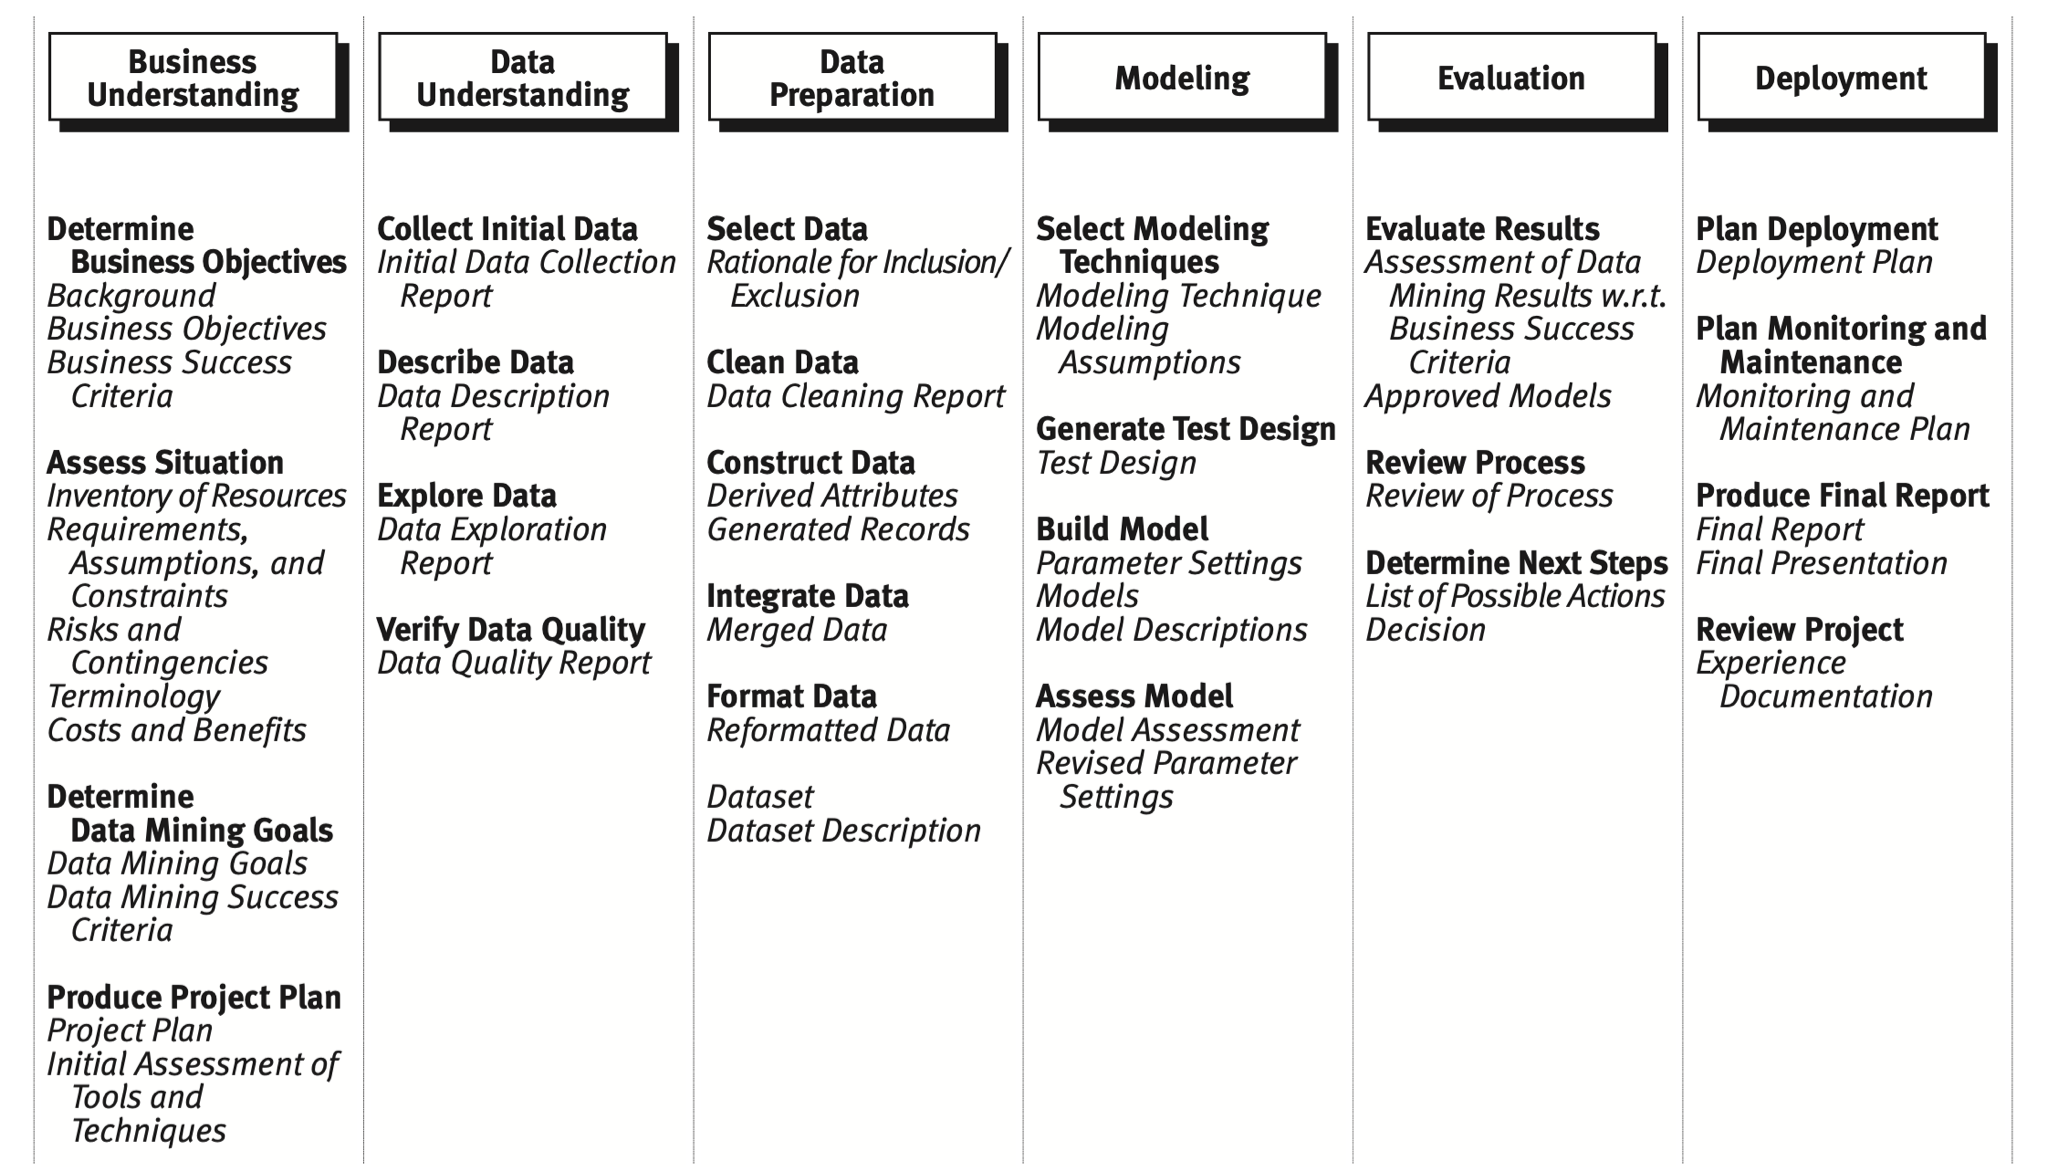 Business
Understanding
Data
Understanding
Data
Preparation
Modeling
Evaluation
Deployment
Determine
Business Objectives
Background
Business Objectives
Business Success
Criteria
Assess Situation
Inventory of Resources
Requirements,
Assumptions, and
Constraints
Risks and
Contingencies
Terminology
Costs and Benefits
Determine
Data Mining Goals
Data Mining Goals
Data Mining Success
Criteria
Produce Project Plan
Project Plan
Initial Assessment of
Tools and
Techniques
Collect Initial Data
Initial Data Collection
Report
Describe Data
Data Description
Report
Explore Data
Data Exploration
Report
Verify Data Quality
Data Quality Report
Select Data
Rationale for Inclusion/
Exclusion
Clean Data
Data Cleaning Report
Construct Data
Derived Attributes
Generated Records
Integrate Data
Merged Data
Format Data
Reformatted Data
Dataset
Dataset Description
Select Modeling
Techniques
Modeling Technique
Modeling
Assumptions
Generate Test Design
Test Design
Build Model
Parameter Settings
Models
Model Descriptions
Assess Model
Model Assessment
Revised Parameter
Settings
Evaluate Results
Assessment of Data
Mining Results w.r.t.
Business Success
Criteria
Approved Models
Review Process
Review of Process
Determine Next Steps
List of Possible Actions
Decision
Plan Deployment
Deployment Plan
Plan Monitoring and
Maintenance
Monitoring and
Maintenance Plan
Produce Final Report
Final Report
Final Presentation
Review Project
Experience
Documentation